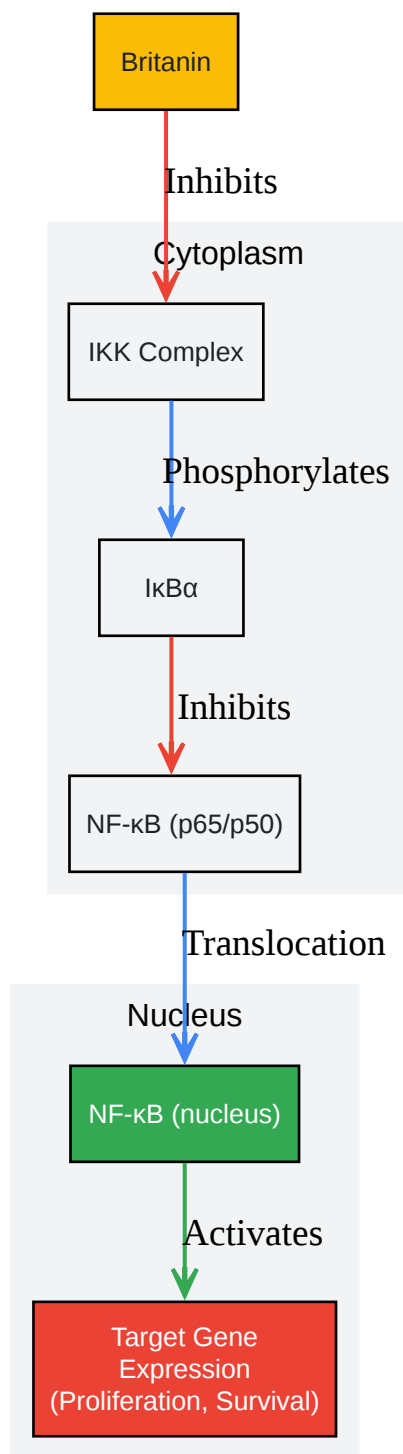 Britanin
Inhibits
Cytoplasm
IKK Complex
Phosphorylates
IκBα
Inhibits
NF-κB (p65/p50)
Translocation
Nucleus
NF-κB (nucleus)
Activates
Target Gene
Expression
(Proliferation, Survival)